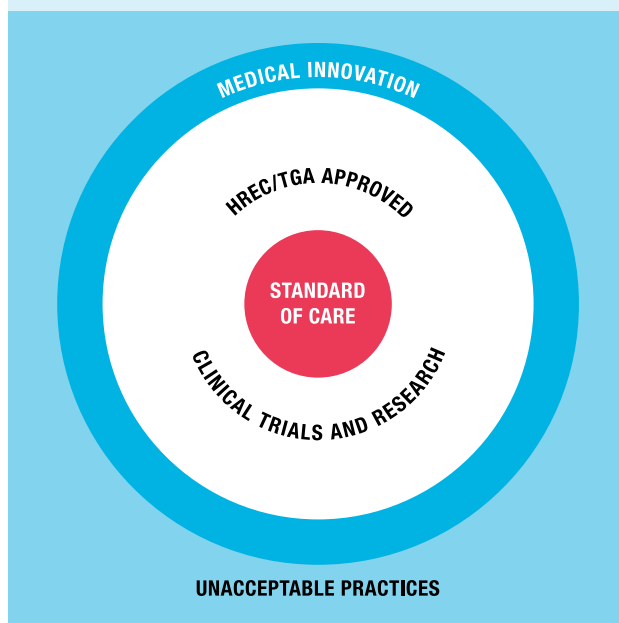 MEDICAL INNOVATION
HREC/TGA APPROVED
STANDARD
OF CARE
CLINICAL TRIALS AND RESEARCH
UNACCEPTABLE PRACTICES